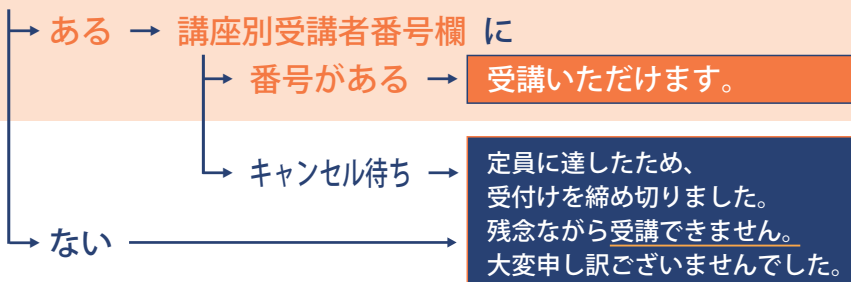 ある → 講座別受講者番号欄 に
番号がある → 受講いただけます。
キャンセル待ち →
定員に達したため、
受付けを締め切りました。
残念ながら受講できません。
大変申し訳ございませんでした。
ない